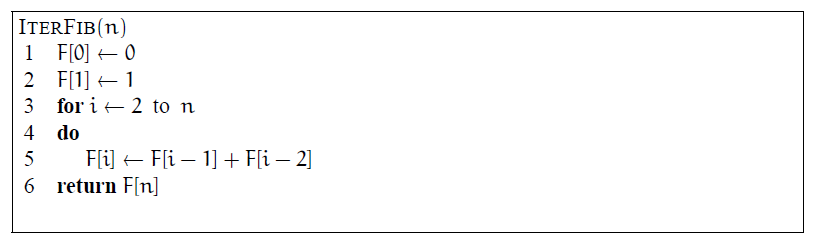 ITERFIB(n)
1 F[0] ← 0
2 F[1] ← 1
3 for i ← 2 to n
4 do
5 F[i] ← F[i − 1] + F[i − 2]
6 return F[n]